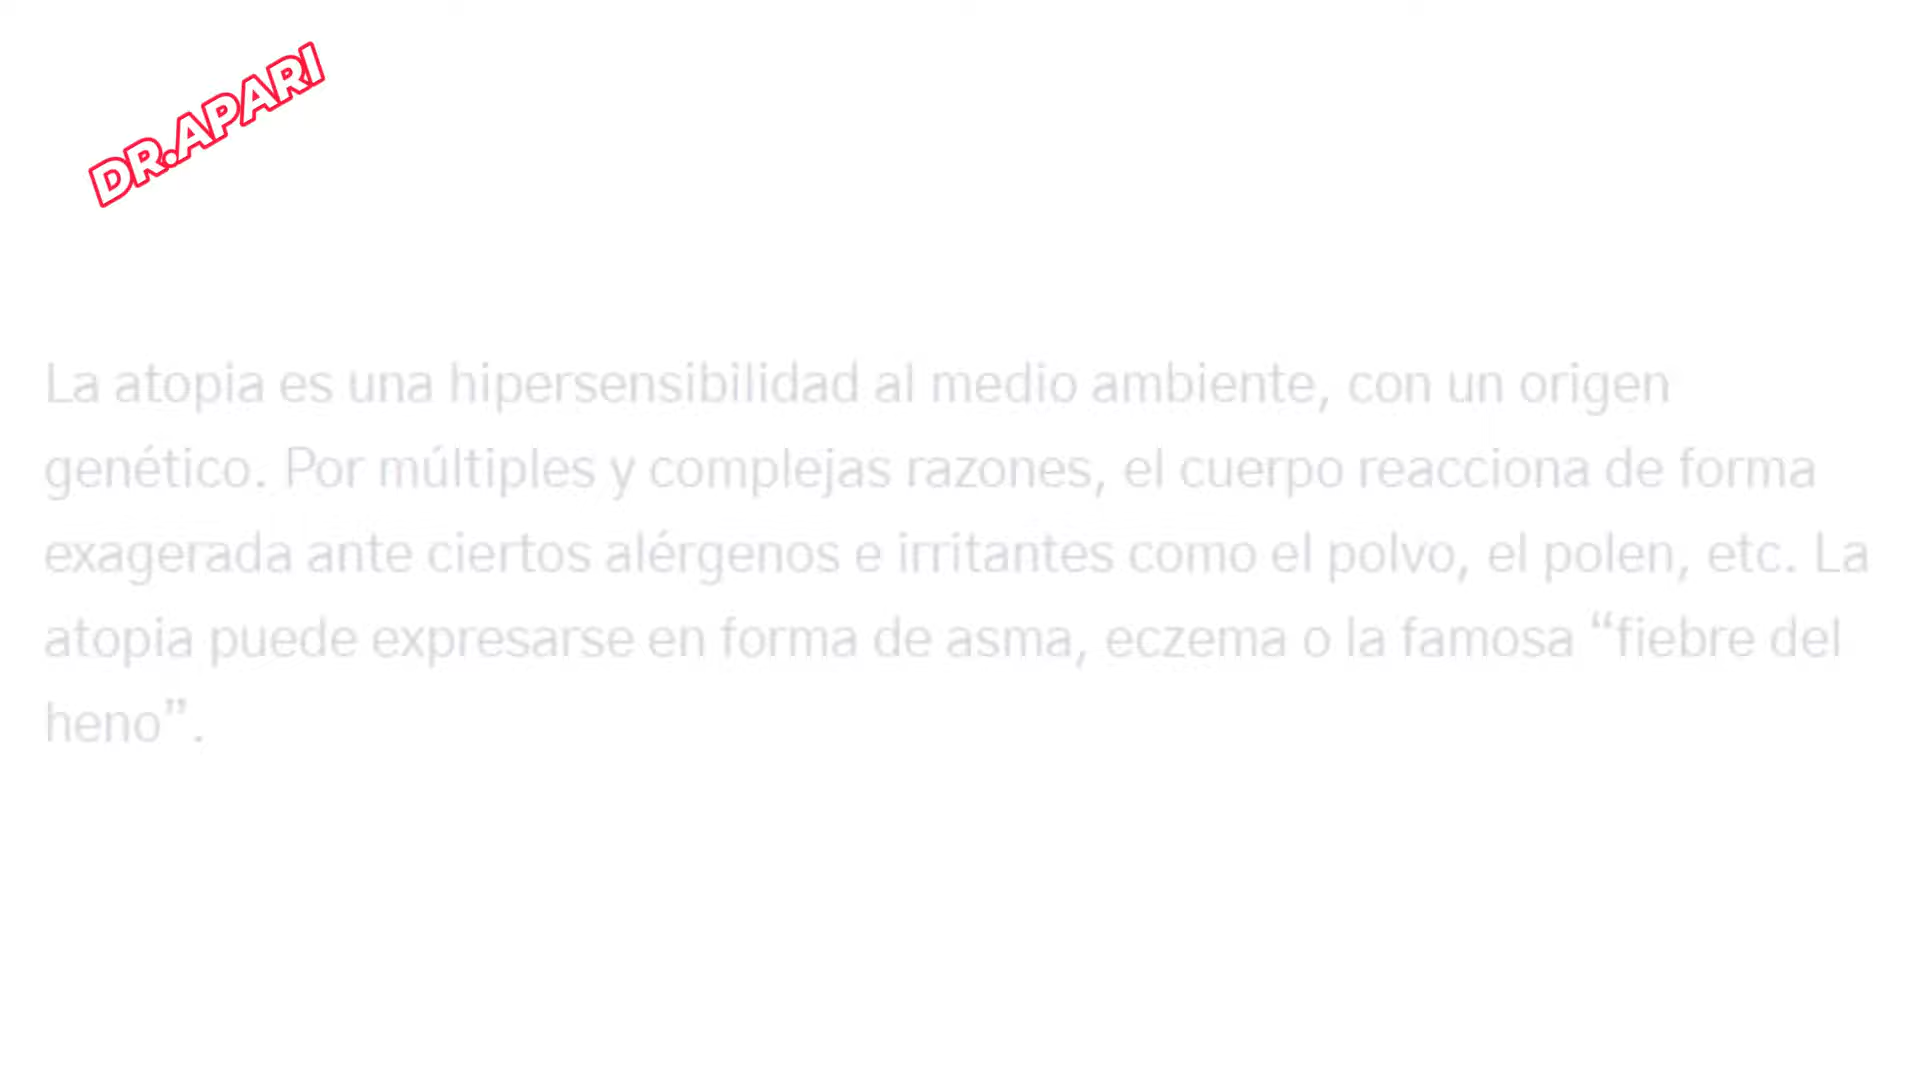 DR.APARI
La atopia es una hipersensibilidad al medio ambiente, con un origen
genético. Por múltiples y complejas razones, el cuerpo reacciona de forma
exagerada ante ciertos alérgenos e irritantes como el polvo, el polen, etc. La
atopia puede expresarse en forma de asma, eczema o la famosa “fiebre del
heno”.